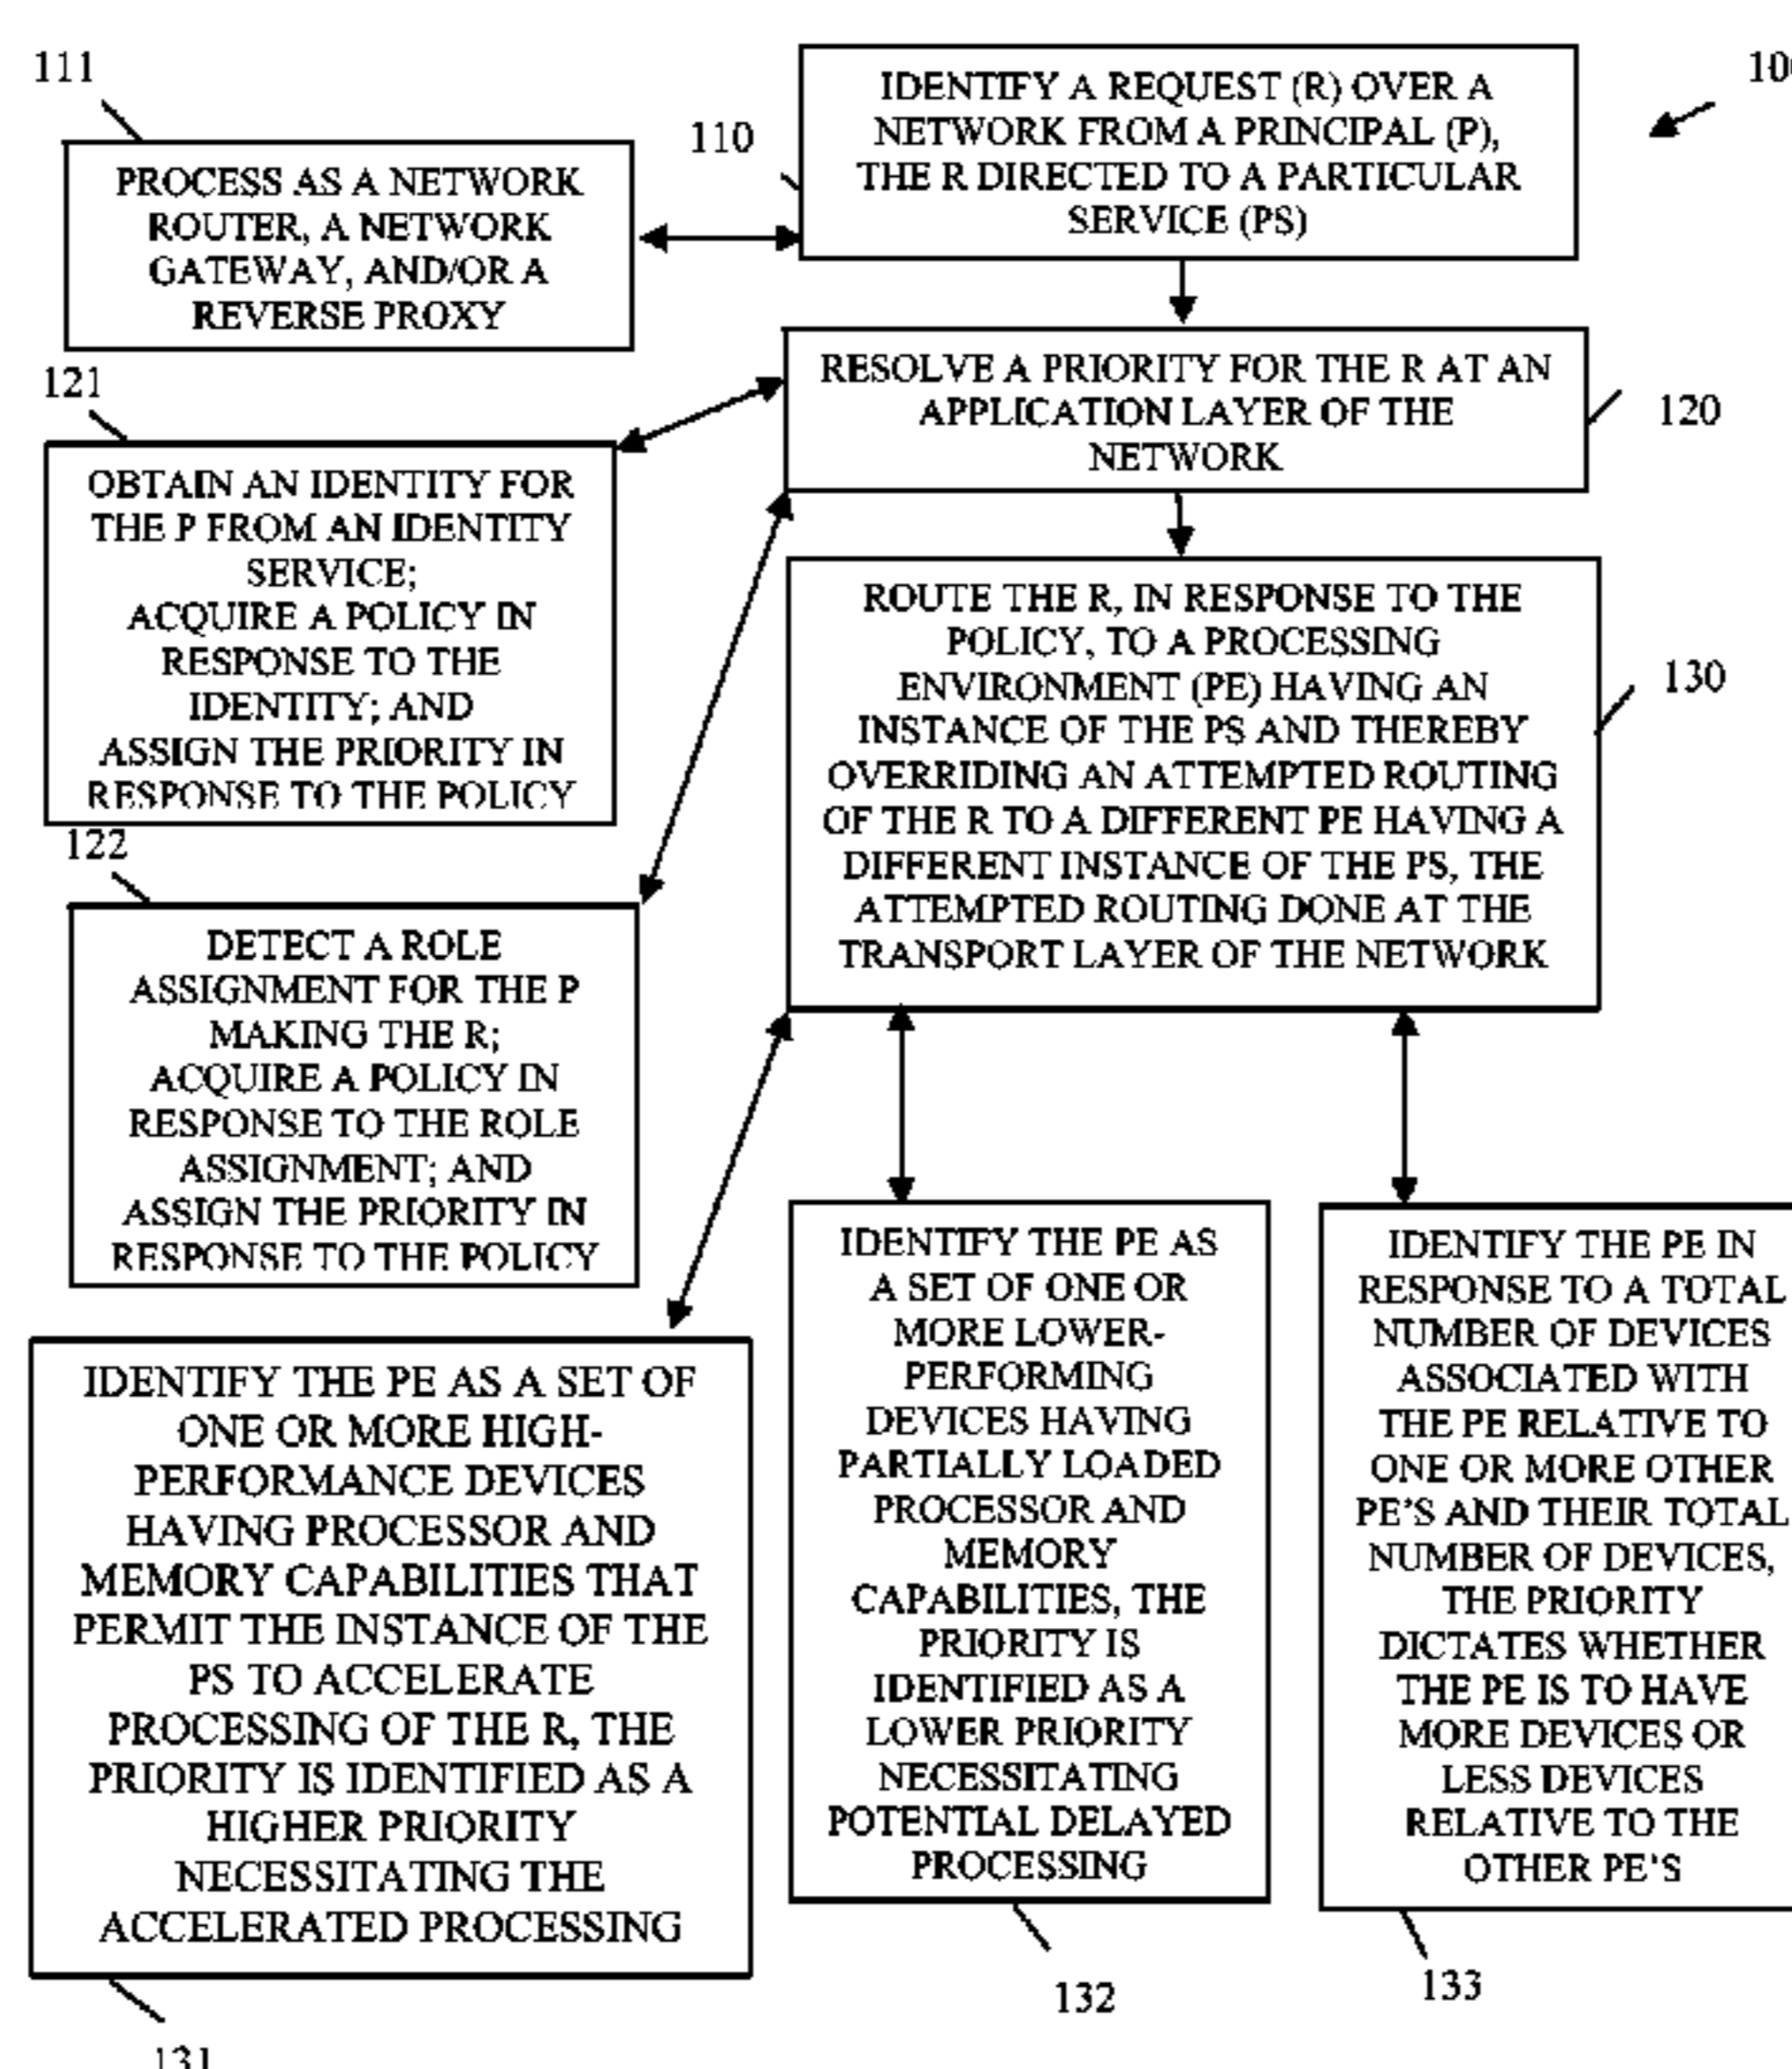 111
PROCESS AS A NETWORK
ROUTER, A NETWORK
GATEWAY, AND/OR A
REVERSE PROXY
110
IDENTIFY A REQUEST (R) OVER A
NETWORK FROM A PRINCIPAL (P),
THE R DIRECTED TO A PARTICULAR
SERVICE (PS)
121
OBTAIN AN IDENTITY FOR
THE P FROM AN IDENTITY
SERVICE;
ACQUIRE A POLICY IN
RESPONSE TO THE
IDENTITY; AND
ASSIGN THE PRIORITY IN
RESPONSE TO THE POLICY
RESOLVE A PRIORITY FOR THE R AT AN
APPLICATION LAYER OF THE
NETWORK
120
122
DETECT A ROLE
ASSIGNMENT FOR THE P
MAKING THE R;
ACQUIRE A POLICY IN
RESPONSE TO THE ROLE
ASSIGNMENT; AND
ASSIGN THE PRIORITY IN
RESPONSE TO THE POLICY
ROUTE THE R, IN RESPONSE TO THE
POLICY, TO A PROCESSING
ENVIRONMENT (PE) HAVING AN
INSTANCE OF THE PS AND THEREBY
OVERRIDING AN ATTEMPTED ROUTING
OF THE R TO A DIFFERENT PE HAVING A
DIFFERENT INSTANCE OF THE PS, THE
ATTEMPTED ROUTING DONE AT THE
TRANSPORT LAYER OF THE NETWORK
130
IDENTIFY THE PE AS A SET OF
ONE OR MORE HIGH-
PERFORMANCE DEVICES
HAVING PROCESSOR AND
MEMORY CAPABILITIES THAT
PERMIT THE INSTANCE OF THE
PS TO ACCELERATE
PROCESSING OF THE R, THE
PRIORITY IS IDENTIFIED AS A
HIGHER PRIORITY
NECESSITATING THE
ACCELERATED PROCESSING
131
IDENTIFY THE PE AS
A SET OF ONE OR
MORE LOWER-
PERFORMING
DEVICES HAVING
PARTIALLY LOADED
PROCESSOR AND
MEMORY
CAPABILITIES, THE
PRIORITY IS
IDENTIFIED AS A
LOWER PRIORITY
NECESSITATING
POTENTIAL DELAYED
PROCESSING
132
IDENTIFY THE PE IN
RESPONSE TO A TOTAL
NUMBER OF DEVICES
ASSOCIATED WITH
THE PE RELATIVE TO
ONE OR MORE OTHER
PE'S AND THEIR TOTAL
NUMBER OF DEVICES,
THE PRIORITY
DICTATES WHETHER
THE PE IS TO HAVE
MORE DEVICES OR
LESS DEVICES
RELATIVE TO THE
OTHER PE'S
133